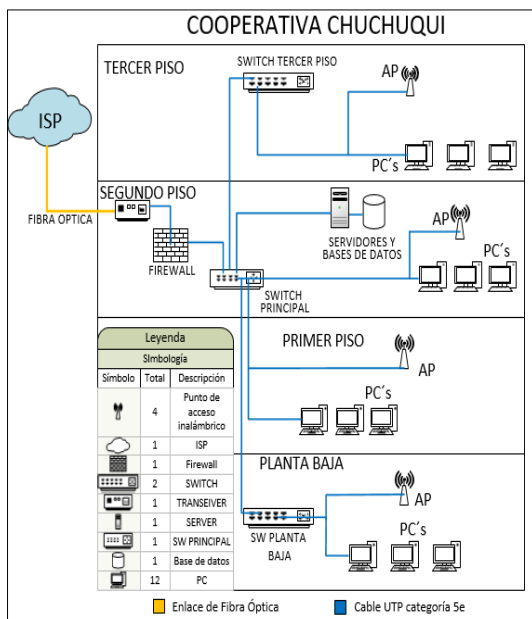 COOPERATIVA CHUCHUQUI
TERCER PISO
SWITCH TERCER PISO
AP
PC´s
ISP
FIBRA OPTICA
SEGUNDO PISO
FIREWALL
SERVIDORES Y
BASES DE DATOS
AP
PC´s
SWITCH
PRINCIPAL
PRIMER PISO
AP
PC´s
PLANTA BAJA
AP
PC´s
SW PLANTA
BAJA
Leyenda
SImbología
Símbolo Total Descripción
4 Punto de
acceso
inalámbrico
1 ISP
1 Firewall
2 SWITCH
1 TRANSEIVER
1 SERVER
1 SW PRINCIPAL
1 Base de datos
12 PC
Enlace de Fibra Óptica
Cable UTP categoría 5e